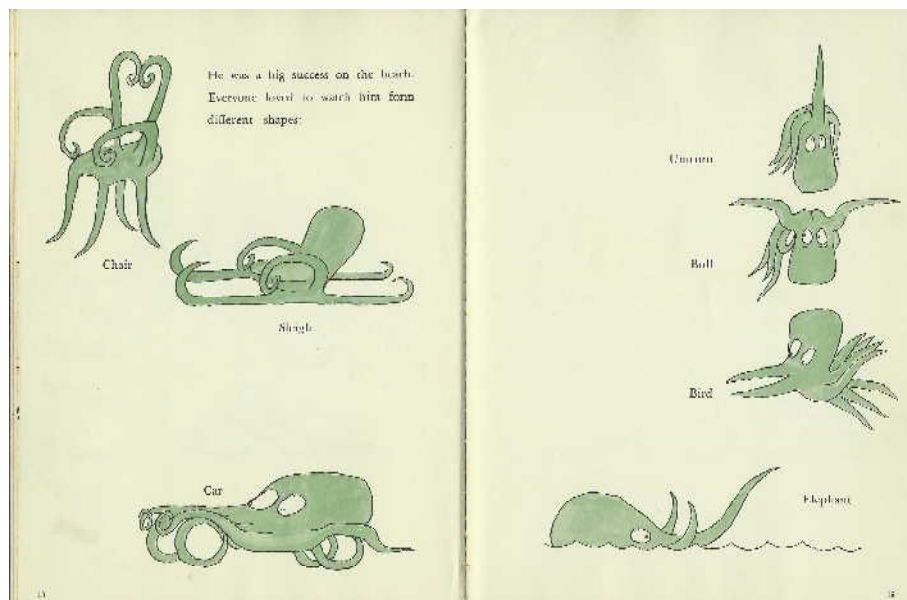 He was a big success on the beach.
Everyone loved to watch him form
different shapes:
Chair
Sleigh
Car
Unicorn
Bull
Bird
Elephant